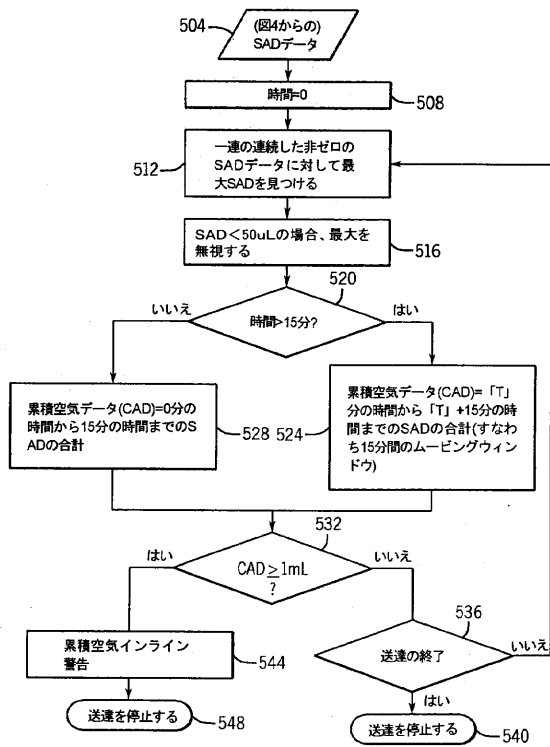 504
(図4からの)
SADデータ
時間=0
508
512
一連の連続した非ゼロの
SADデータに対して最
大SADを見つける
SAD<50uLの場合、最大を
無視する
516
520
いいえ
時間>15分?
はい
累積空気データ(CAD)=0分の
時間から15分の時間までのS
ADの合計
528
524
累積空気データ(CAD)=「T」
分の時間から「T」+15分の時
間までのSADの合計(すなわ
ち15分間のムービングウィン
ドウ)
532
はい
CAD≥1mL
?
いいえ
536
累積空気インライン
警告
544
送達の終了
いいえ
はい
送達を停止する
548
送達を停止する
540